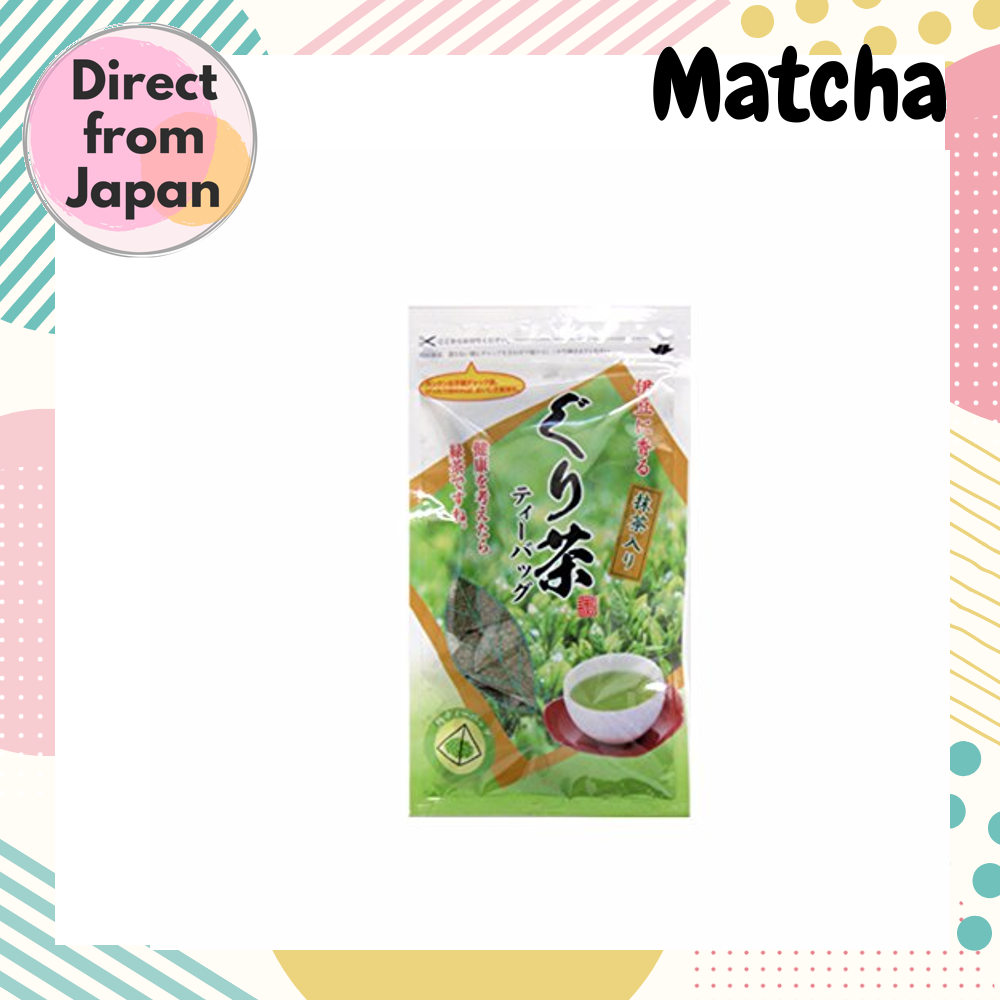 Direct
from
Japan
Matcha
伊豆に香る
抹茶入り
ぐり茶
ティーバッグ
健康を考えたら
緑茶ですね。